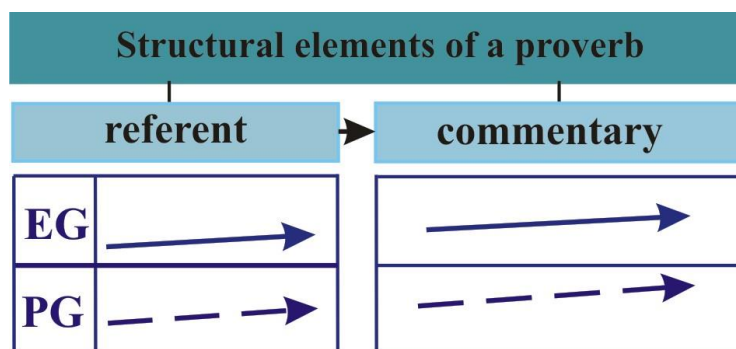 Structural elements of a proverb
referent
commentary
EG
PG